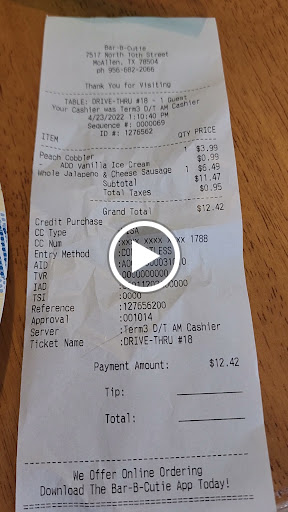 Bar-B-Cutie
7517 North 10th Street
McAllen, TX 78504
ph 956-682-2066
Thank You for Visiting
TABLE: DRIVE-THRU #18 - 1 Guest
Your Cashier was Term3 D/T AM Cashier
4/23/2022 1:10:40 PM
Sequence #: 0000069
ID #: 1276562
ITEM QTY PRICE
Peach Cobbler 1 $3.99
ADD Vanilla Ice Cream $0.99
Whole Jalapeno & Cheese Sausage 1 $6.49
Subtotal $11.47
Total Taxes $0.95
Grand Total $12.42
Credit Purchase
CC Type
CC Num xxxx xxxx 1788
Entry Method
AID
TVR
IAD
TSI :0000
Reference :127656200
Approval :001014
Server :Term3 D/T AM Cashier
Ticket Name :DRIVE-THRU #18
Payment Amount: $12.42
Tip:
Total:
We Offer Online Ordering
Download The Bar-B-Cutie App Today!